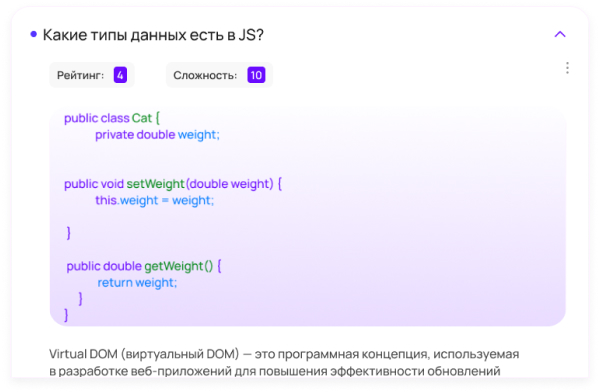 Какие типы данных есть в JS?
Рейтинг: 4 Сложность: 10
public class Cat {
private double weight;
public void setWeight(double weight) {
this.weight = weight;
}
public double getWeight() {
return weight;
}
}
Virtual DOM (виртуальный DOM) — это программная концепция, используемая
в разработке веб-приложений для повышения эффективности обновлений